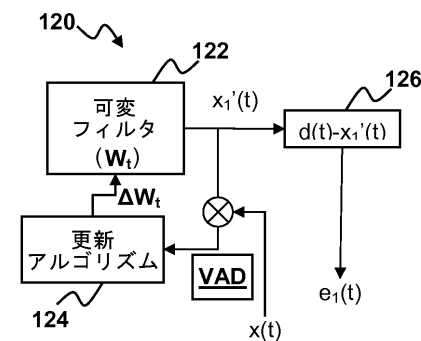 120
122
可変
フィルタ
(Wt)
x1'(t)
126
d(t)-x1'(t)
ΔWt
更新
アルゴリズム
VAD
124
x(t)
e1(t)